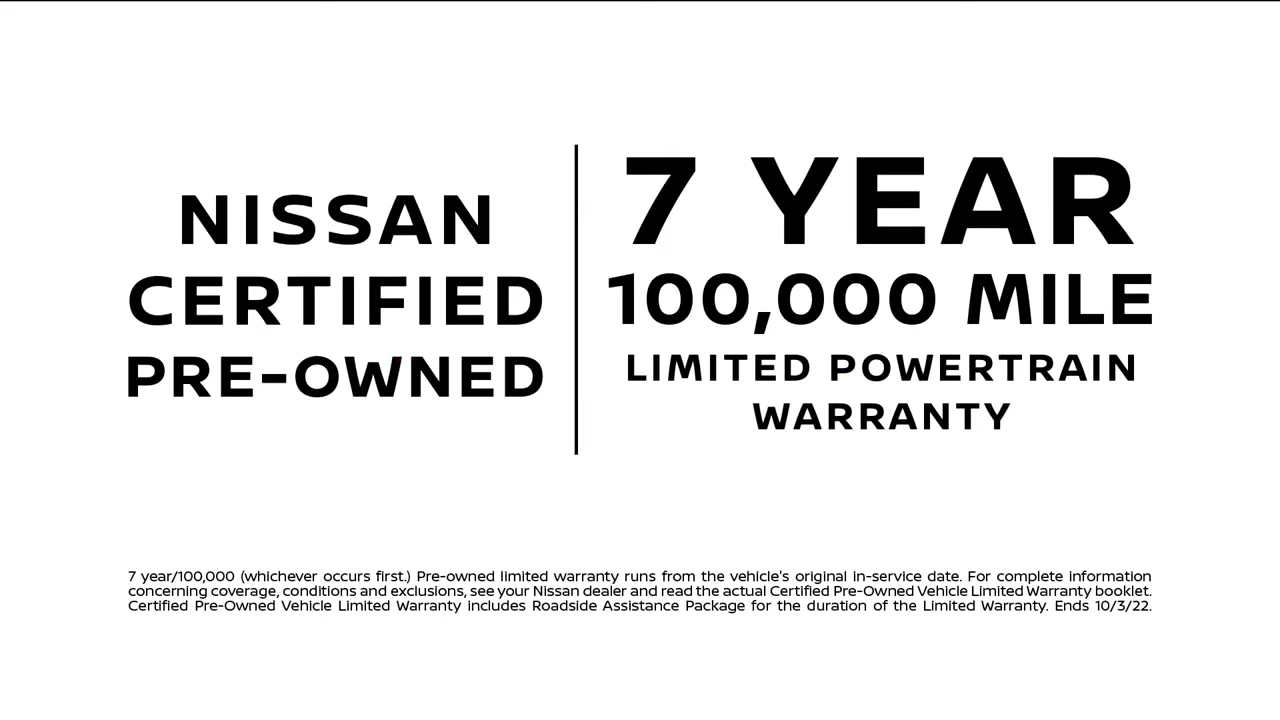 NISSAN
CERTIFIED
PRE-OWNED
7 YEAR
100,000 MILE
LIMITED POWERTRAIN
WARRANTY
7 year/100,000 (whichever occurs first.) Pre-owned limited warranty runs from the vehicle's original in-service date. For complete information
concerning coverage, conditions and exclusions, see your Nissan dealer and read the actual Certified Pre-Owned Vehicle Limited Warranty booklet.
Certified Pre-Owned Vehicle Limited Warranty includes Roadside Assistance Package for the duration of the Limited Warranty. Ends 10/3/22.